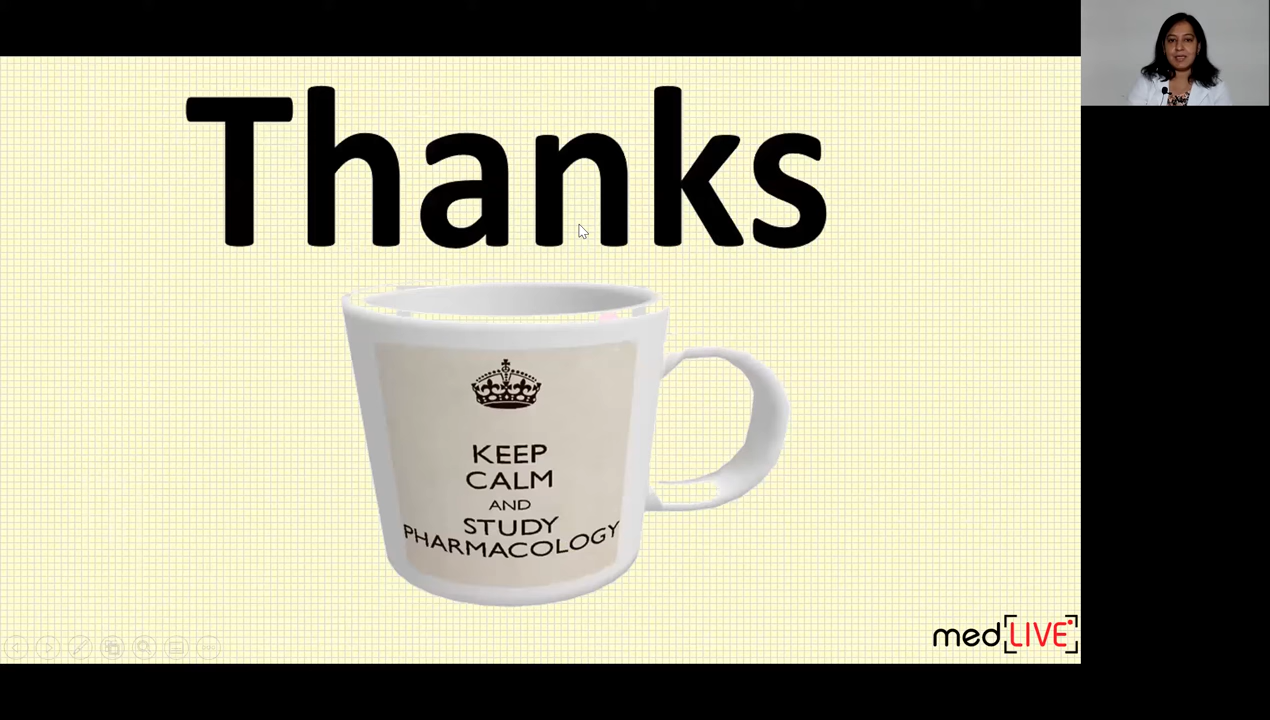 Thanks
KEEP
CALM
AND
STUDY
PHARMACOLOGY
med LIVE